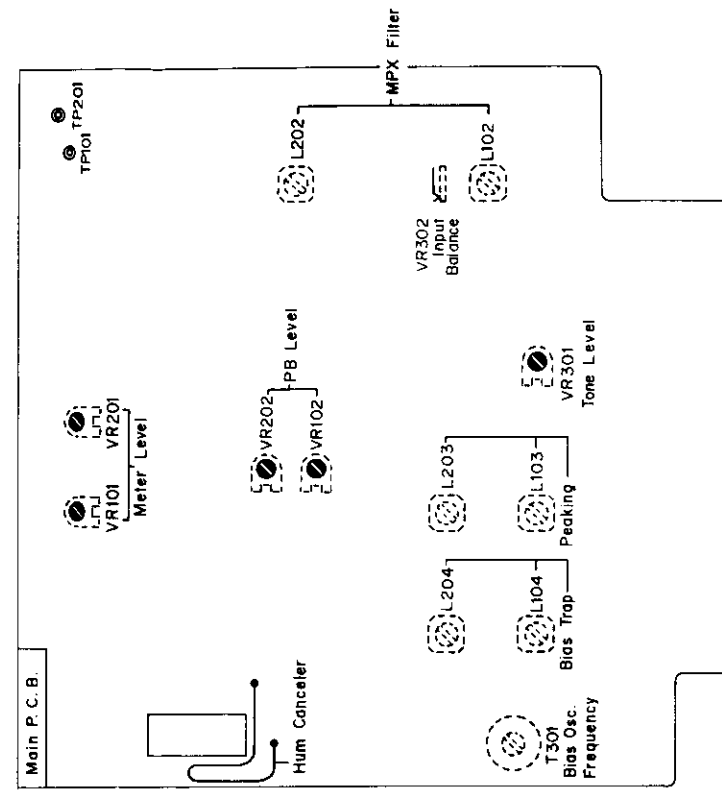 Main P. C. B.
Hum Canceler
T301
Bias Osc.
Frequency
L204
L104
Bias Trap
L203
L103
Peaking
VR101
VR201
Meter Level
VR202
VR102
PB Level
VR301
Tone Level
VR302
Input
Balance
L202
L102
MPX Filter
TP101
TP201